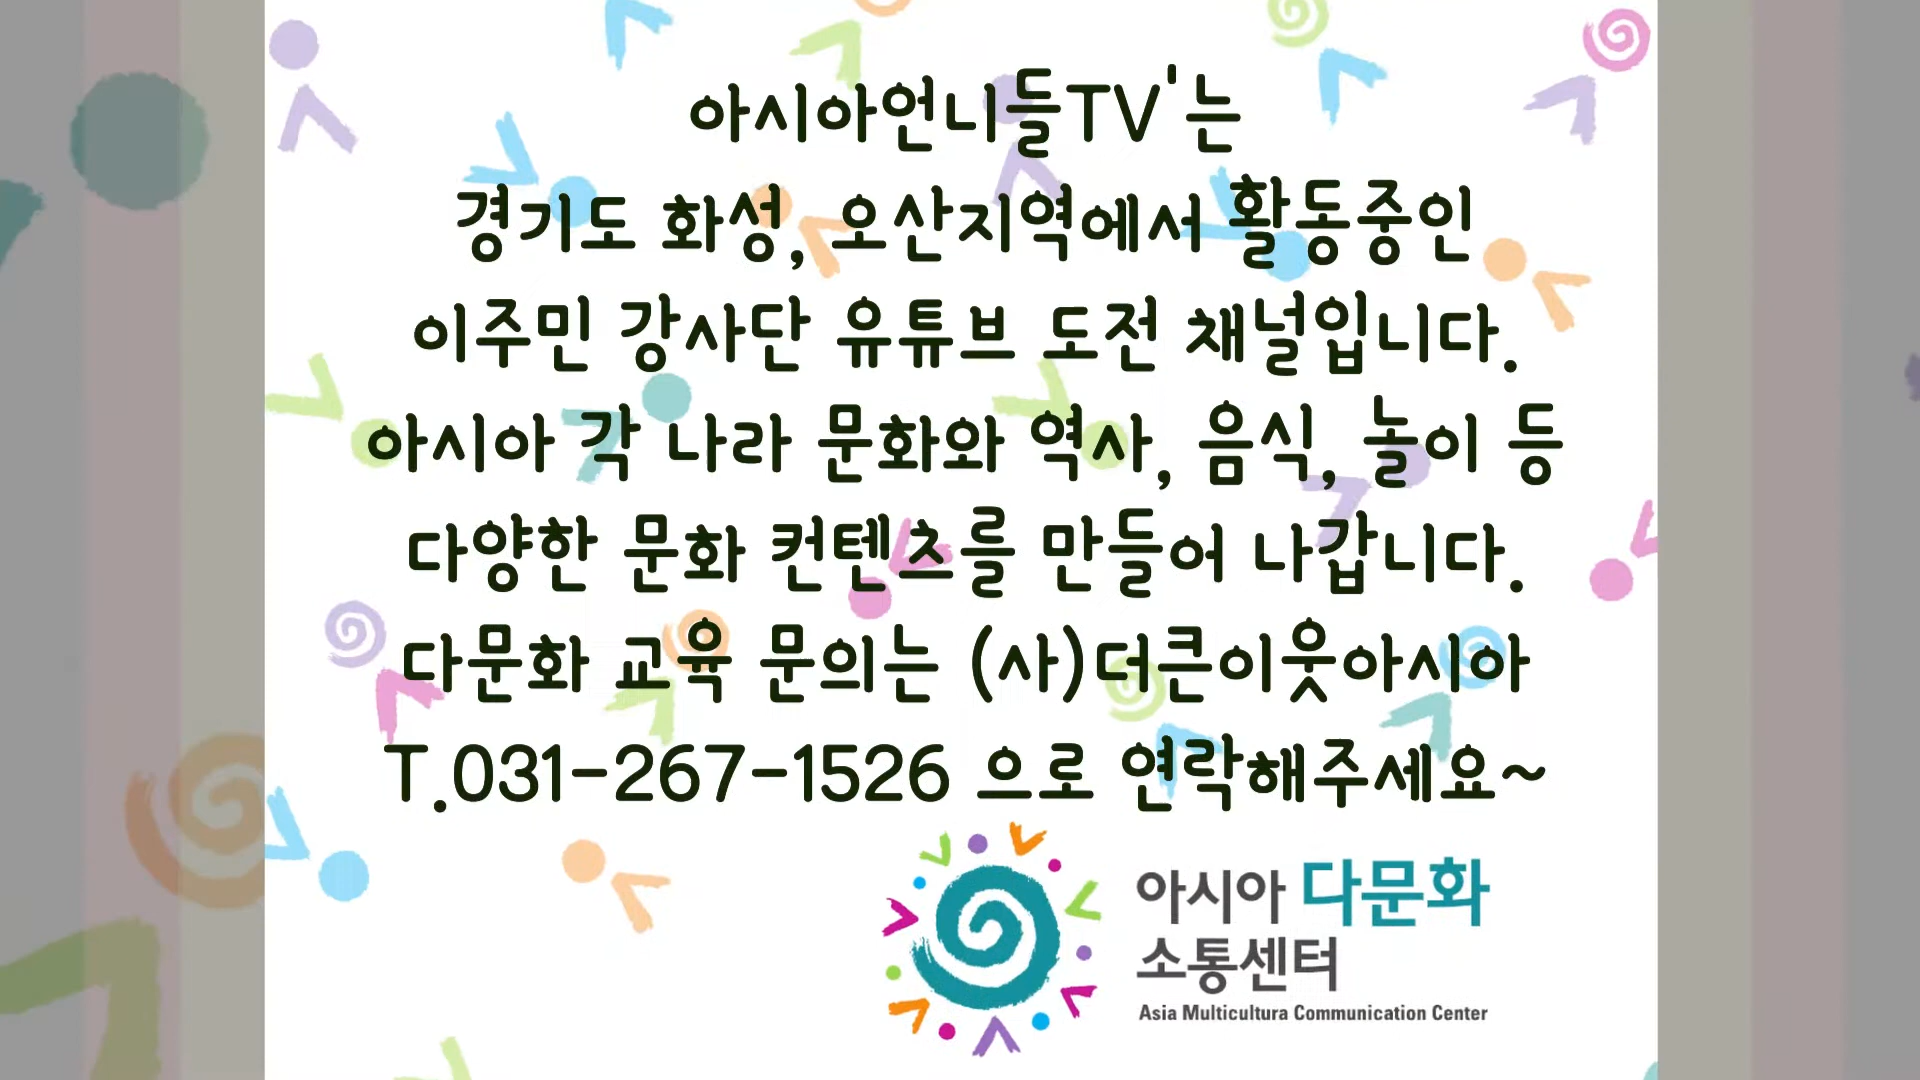 아시아언니들TV'는
경기도 화성, 오산지역에서 활동중인
이주민 강사단 유튜브 도전 채널입니다.
아시아 각 나라 문화와 역사, 음식, 놀이 등
다양한 문화 컨텐츠를 만들어 나갑니다.
다문화 교육 문의는 (사)더큰이웃아시아
T.031-267-1526 으로 연락해주세요~
아시아 다문화
소통센터
Asia Multicultura Communication Center